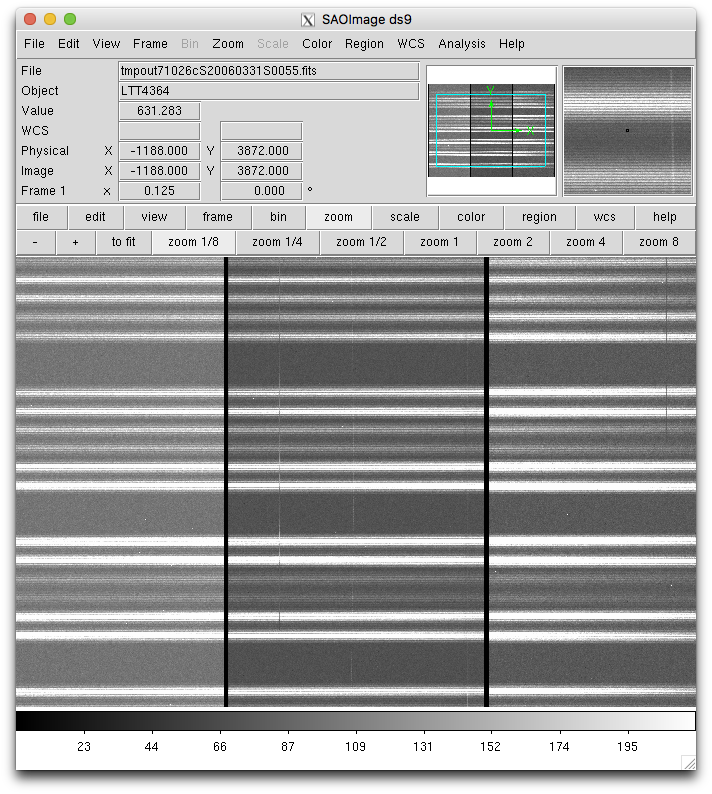 SAOImage ds9
File Edit View Frame Bin Zoom Scale Color Region WCS Analysis Help
File tmpout71026cS20060331S0055.fits
Object LTT4364
Value 631.283
WCS
Physical X -1188.000 Y 3872.000
Image X -1188.000 Y 3872.000
Frame 1 x 0.125 0.000 °
Y
X
file edit view frame bin zoom scale color region wcs help
- + to fit zoom 1/8 zoom 1/4 zoom 1/2 zoom 1 zoom 2 zoom 4 zoom 8
23 44 66 87 109 131 152 174 195